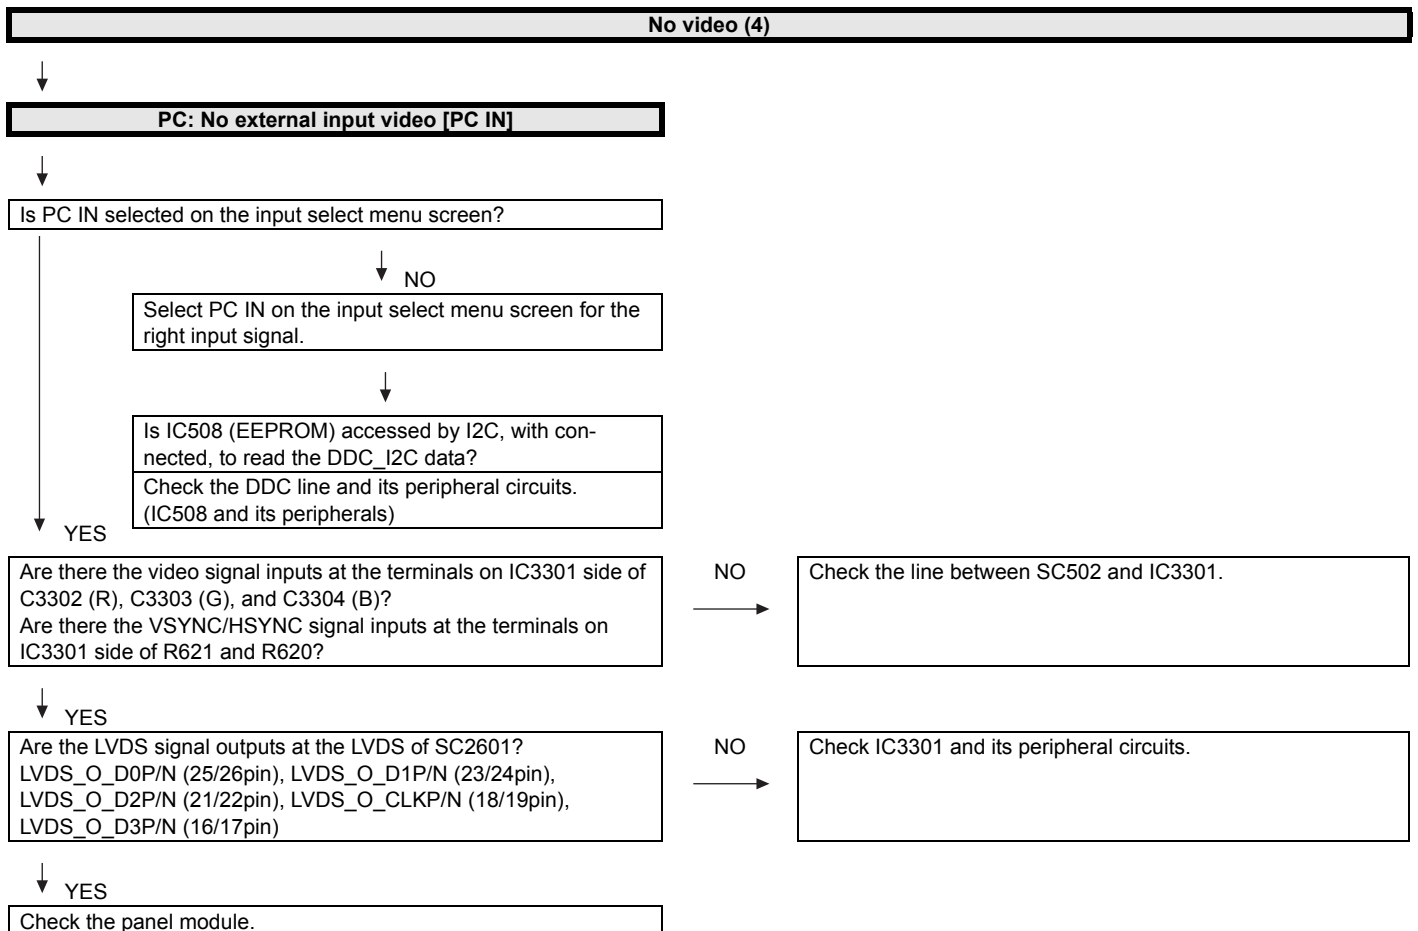 No video (4)
PC: No external input video [PC IN]
Is PC IN selected on the input select menu screen?
NO
Select PC IN on the input select menu screen for the
right input signal.
Is IC508 (EEPROM) accessed by I2C, with con-
nected, to read the DDC_I2C data?
Check the DDC line and its peripheral circuits.
(IC508 and its peripherals)
YES
Are there the video signal inputs at the terminals on IC3301 side of
C3302 (R), C3303 (G), and C3304 (B)?
Are there the VSYNC/HSYNC signal inputs at the terminals on
IC3301 side of R621 and R620?
NO
Check the line between SC502 and IC3301.
YES
Are the LVDS signal outputs at the LVDS of SC2601?
LVDS_O_D0P/N (25/26pin), LVDS_O_D1P/N (23/24pin),
LVDS_O_D2P/N (21/22pin), LVDS_O_CLKP/N (18/19pin),
LVDS_O_D3P/N (16/17pin)
NO
Check IC3301 and its peripheral circuits.
YES
Check the panel module.